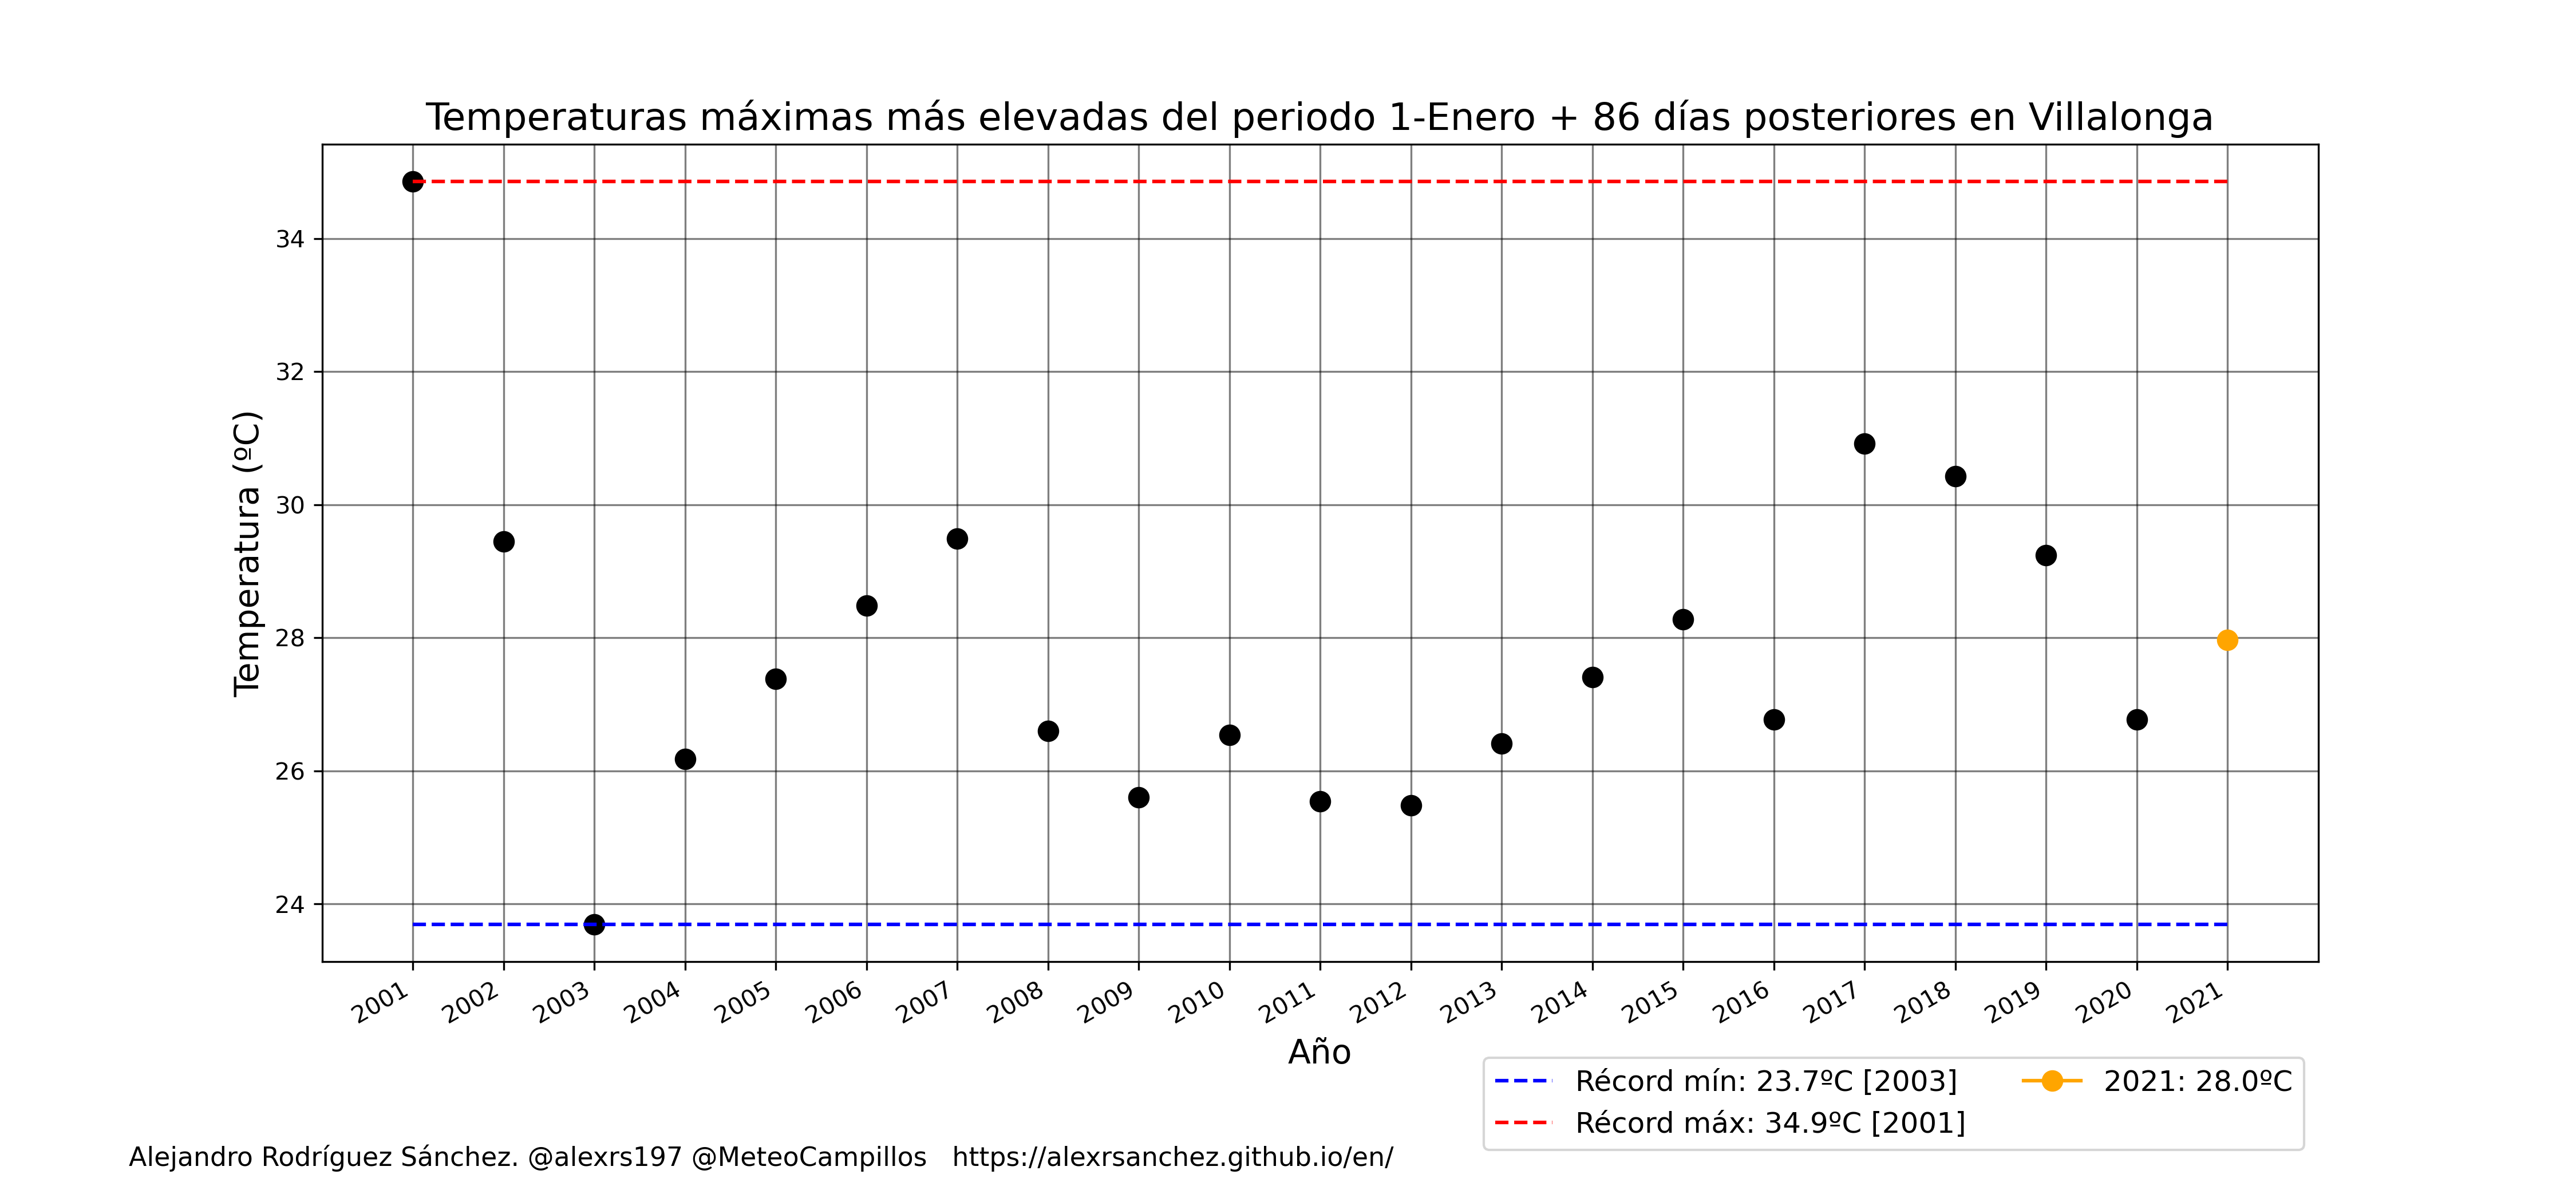 Temperaturas máximas más elevadas del periodo 1-Enero + 86 días posteriores en Villalonga
Temperatura (ºC)
34
32
30
28
26
24
2001 2002 2003 2004 2005 2006 2007 2008 2009 2010 2011 2012 2013 2014 2015 2016 2017 2018 2019 2020 2021
Año
Récord mín: 23.7ºC [2003]
Récord máx: 34.9ºC [2001]
2021: 28.0ºC
Alejandro Rodríguez Sánchez. @alexrs197 @MeteoCampillos https://alexrsanchez.github.io/en/